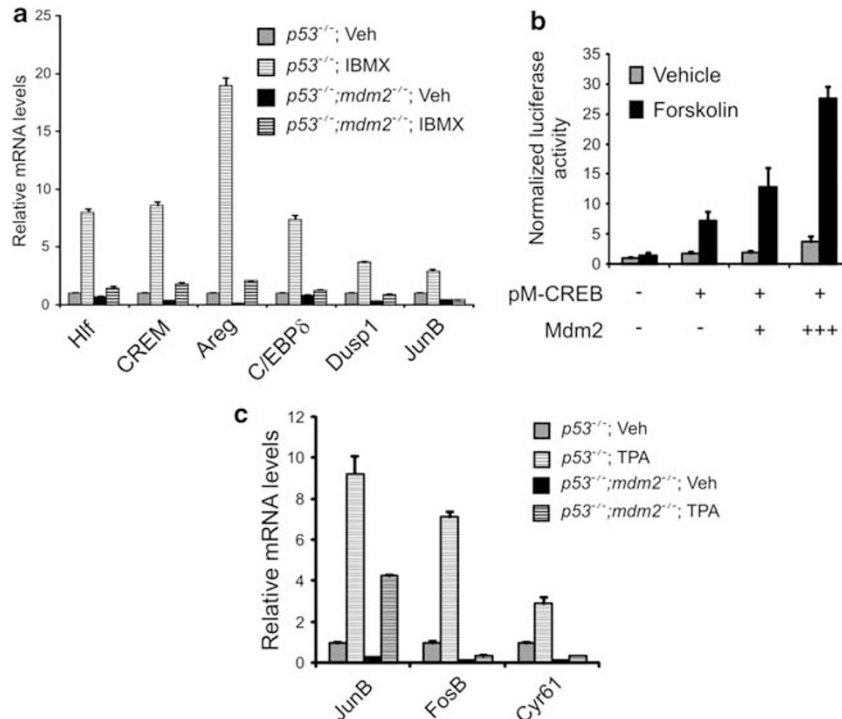 a
Relative mRNA levels
25
20
15
10
5
0
p53-/-; Veh
p53-/-; IBMX
p53-/-;mdm2-/-; Veh
p53-/-;mdm2-/-; IBMX
Hlf
CREM
Areg
C/EBPδ
Dusp1
JunB
b
Normalized luciferase
activity
35
30
25
20
15
10
5
0
Vehicle
Forskolin
pM-CREB - + + +
Mdm2 - - + +++
c
Relative mRNA levels
12
10
8
6
4
2
0
p53-/-; Veh
p53-/-; TPA
p53-/-;mdm2-/-; Veh
p53-/-;mdm2-/-; TPA
JunB
FosB
Cyr61